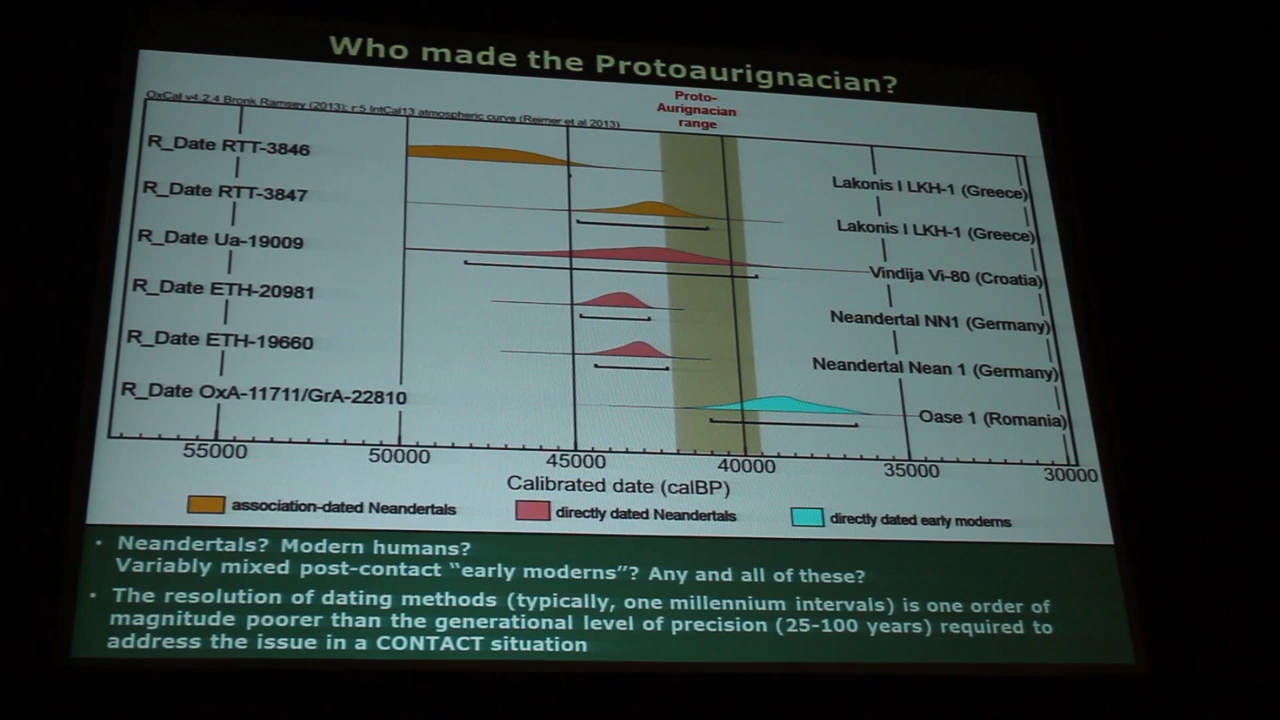 Who made the Protoaurignacian?
OxCal v4.2.4 Bronk Ramsey (2013); r:5 IntCal13 atmospheric curve (Reimer et al 2013)
Proto-
Aurignacian
range
R_Date RTT-3846
Lakonis I LKH-1 (Greece)
R_Date RTT-3847
Lakonis I LKH-1 (Greece)
R_Date Ua-19009
Vindija Vi-80 (Croatia)
R_Date ETH-20981
Neandertal NN1 (Germany)
R_Date ETH-19660
Neandertal Nean 1 (Germany)
R_Date OxA-11711/GrA-22810
Oase 1 (Romania)
55000 50000 45000 40000 35000 30000
Calibrated date (calBP)
association-dated Neandertals directly dated Neandertals directly dated early moderns
• Neandertals? Modern humans?
Variably mixed post-contact “early moderns”? Any and all of these?
• The resolution of dating methods (typically, one millennium intervals) is one order of
magnitude poorer than the generational level of precision (25-100 years) required to
address the issue in a CONTACT situation